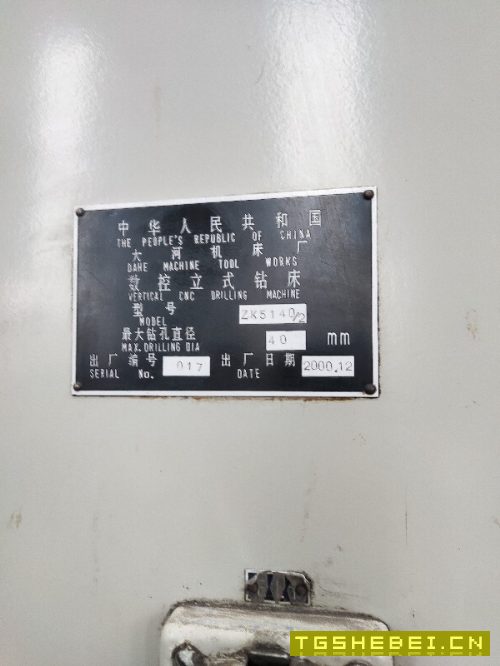 中华人民共和国
THE PEOPLE'S REPUBLIC OF CHINA
大河机床厂
DAHE MACHINE TOOL WORKS
数控立式钻床
VERTICAL CNC DRILLING MACHINE
型号 ZK5140/2
MODEL
最大钻孔直径 40 mm
MAX.DRILLING DIA
出厂编号 017 出厂日期 2000.12
SERIAL No. DATE
TGSHEBEI.CN